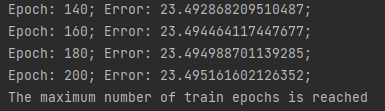 Epoch: 140; Error: 23.492868209510487;
Epoch: 160; Error: 23.494464117447677;
Epoch: 180; Error: 23.494988701139285;
Epoch: 200; Error: 23.495161602126352;
The maximum number of train epochs is reached